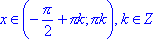 x ∈ (−π/2 + πk; πk), k ∈ Z